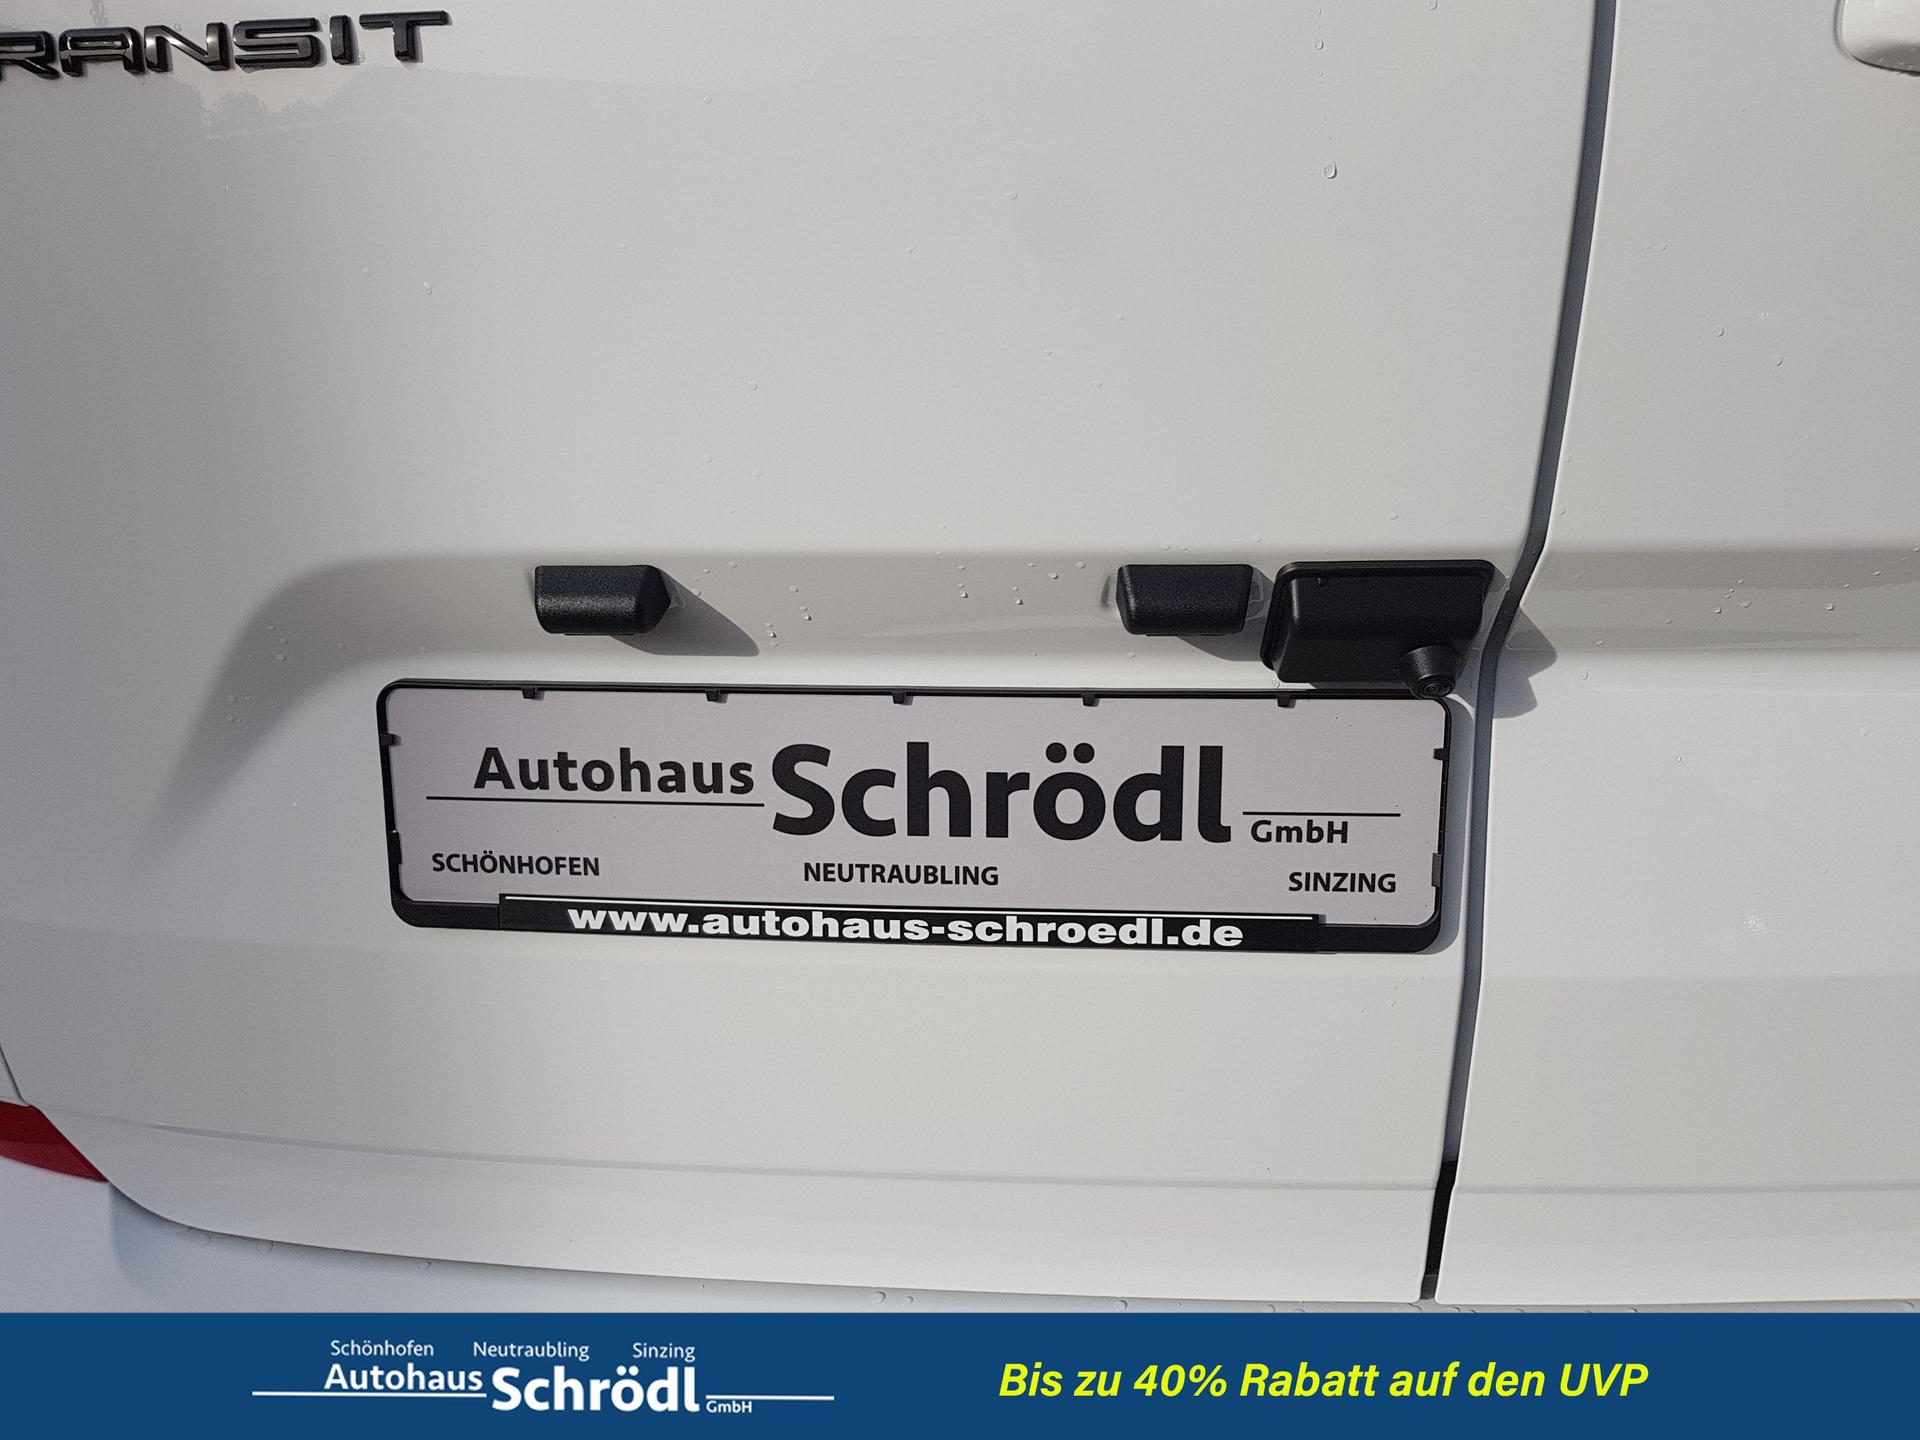 RANSIT
Autohaus Schrödl GmbH
SCHÖNHOFEN NEUTRAUBLING SINZING
www.autohaus-schroedl.de
Schönhofen Neutraubling Sinzing
Autohaus Schrödl GmbH
Bis zu 40% Rabatt auf den UVP